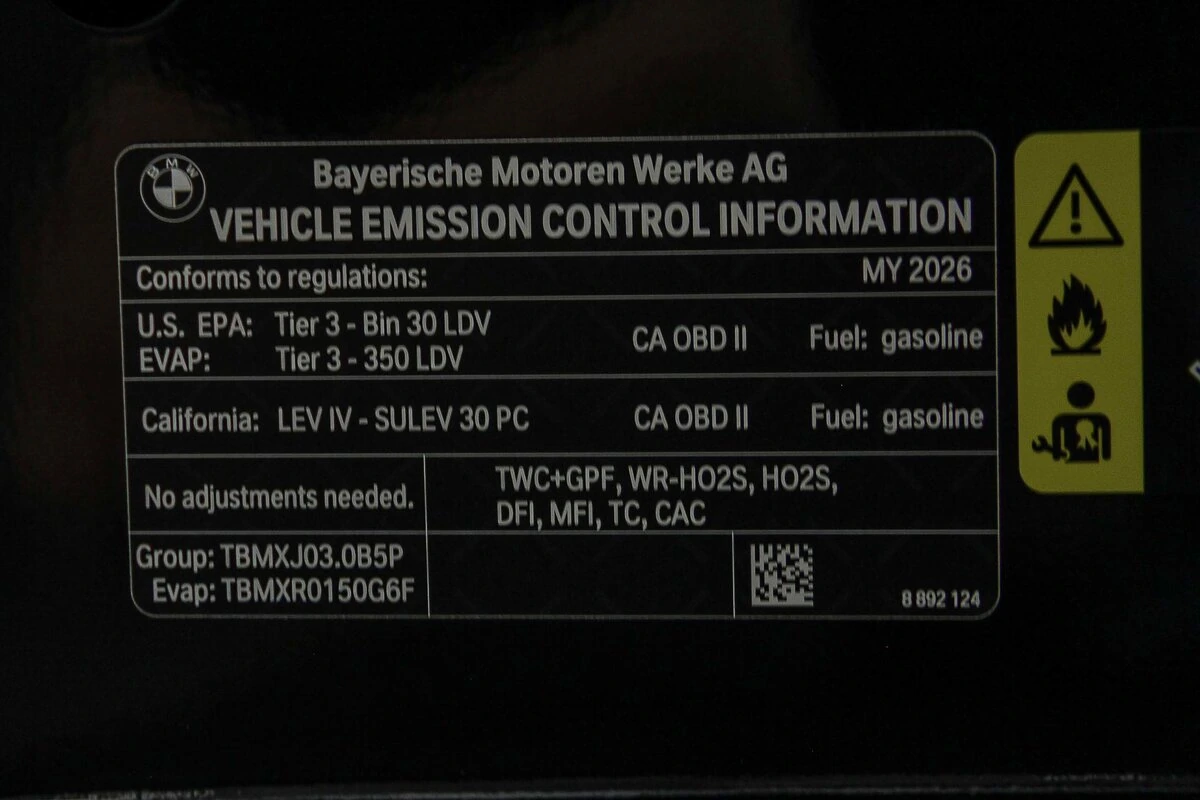 BMW
Bayerische Motoren Werke AG
VEHICLE EMISSION CONTROL INFORMATION
Conforms to regulations: MY 2026
U.S. EPA: Tier 3 - Bin 30 LDV CA OBD II Fuel: gasoline
EVAP: Tier 3 - 350 LDV
California: LEV IV - SULEV 30 PC CA OBD II Fuel: gasoline
No adjustments needed.
TWC+GPF, WR-HO2S, HO2S,
DFI, MFI, TC, CAC
Group: TBMXJ03.0B5P
Evap: TBMXR0150G6F
8 892 124